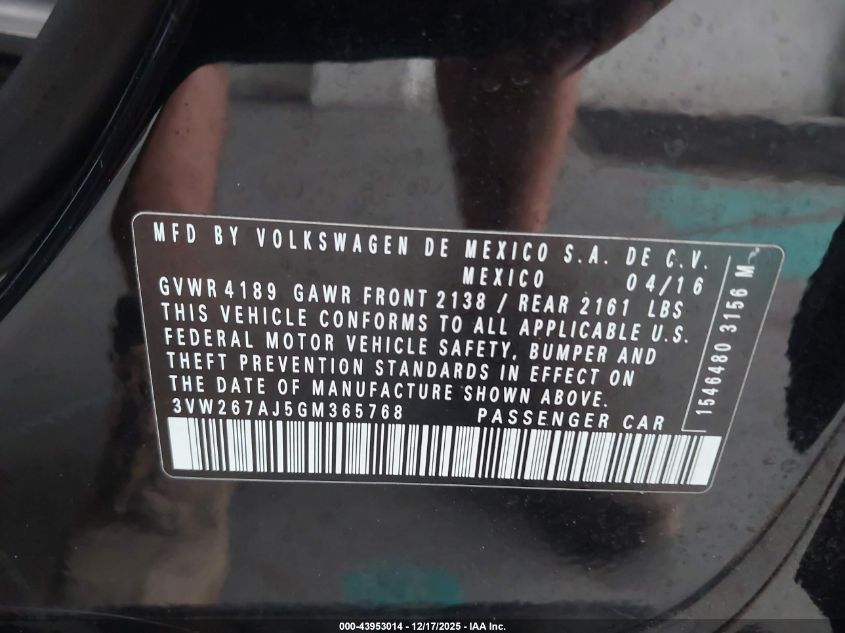 MFD BY VOLKSWAGEN DE MEXICO S.A. DE C.V.
MEXICO 04/16
GVWR 4189 GAWR FRONT 2138 / REAR 2161 LBS
THIS VEHICLE CONFORMS TO ALL APPLICABLE U.S.
FEDERAL MOTOR VEHICLE SAFETY, BUMPER AND
THEFT PREVENTION STANDARDS IN EFFECT ON
THE DATE OF MANUFACTURE SHOWN ABOVE.
3VW267AJ5GM365768 PASSENGER CAR
1546480 3156 M
000-43953014 - 12/17/2025 - IAA Inc.